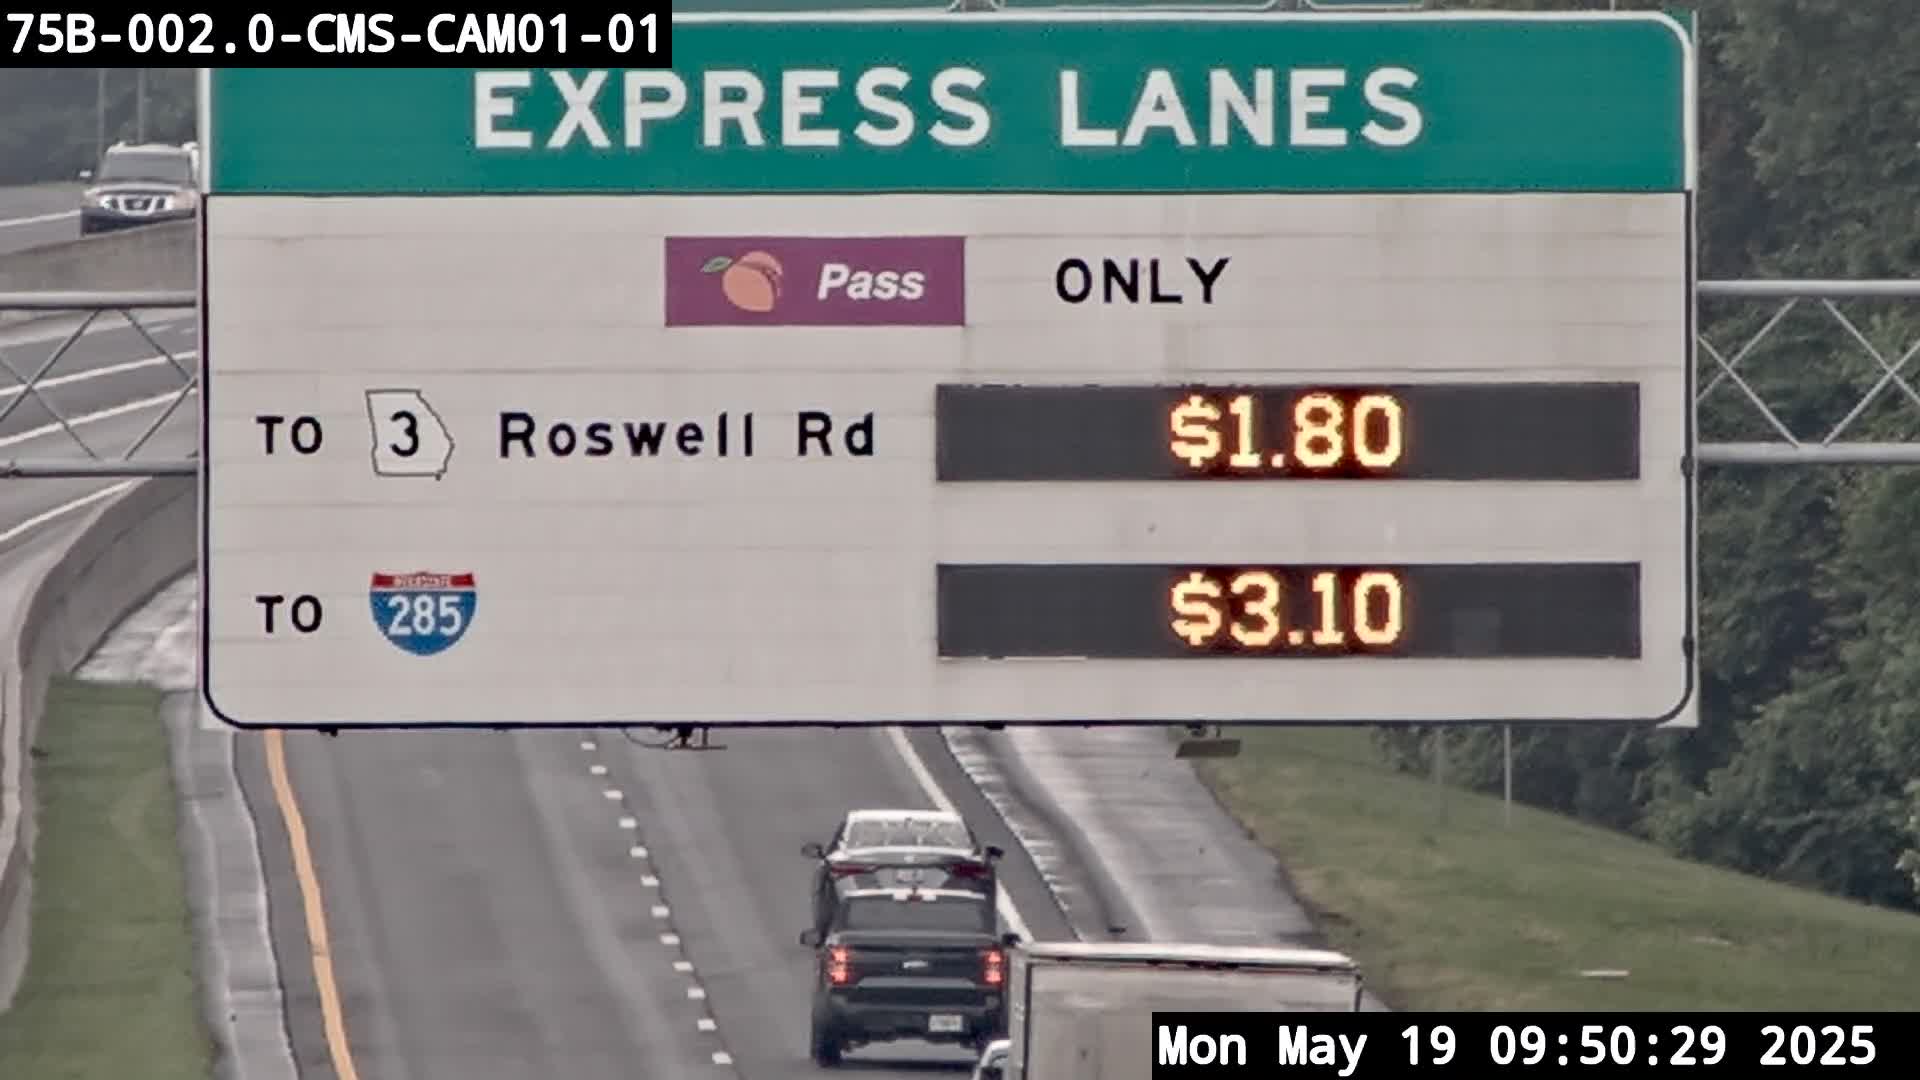 75B-002.0-CMS-CAM01-01
EXPRESS LANES
Pass ONLY
TO 3 Roswell Rd $1.80
INTERSTATE
TO 285 $3.10
Mon May 19 09:50:29 2025